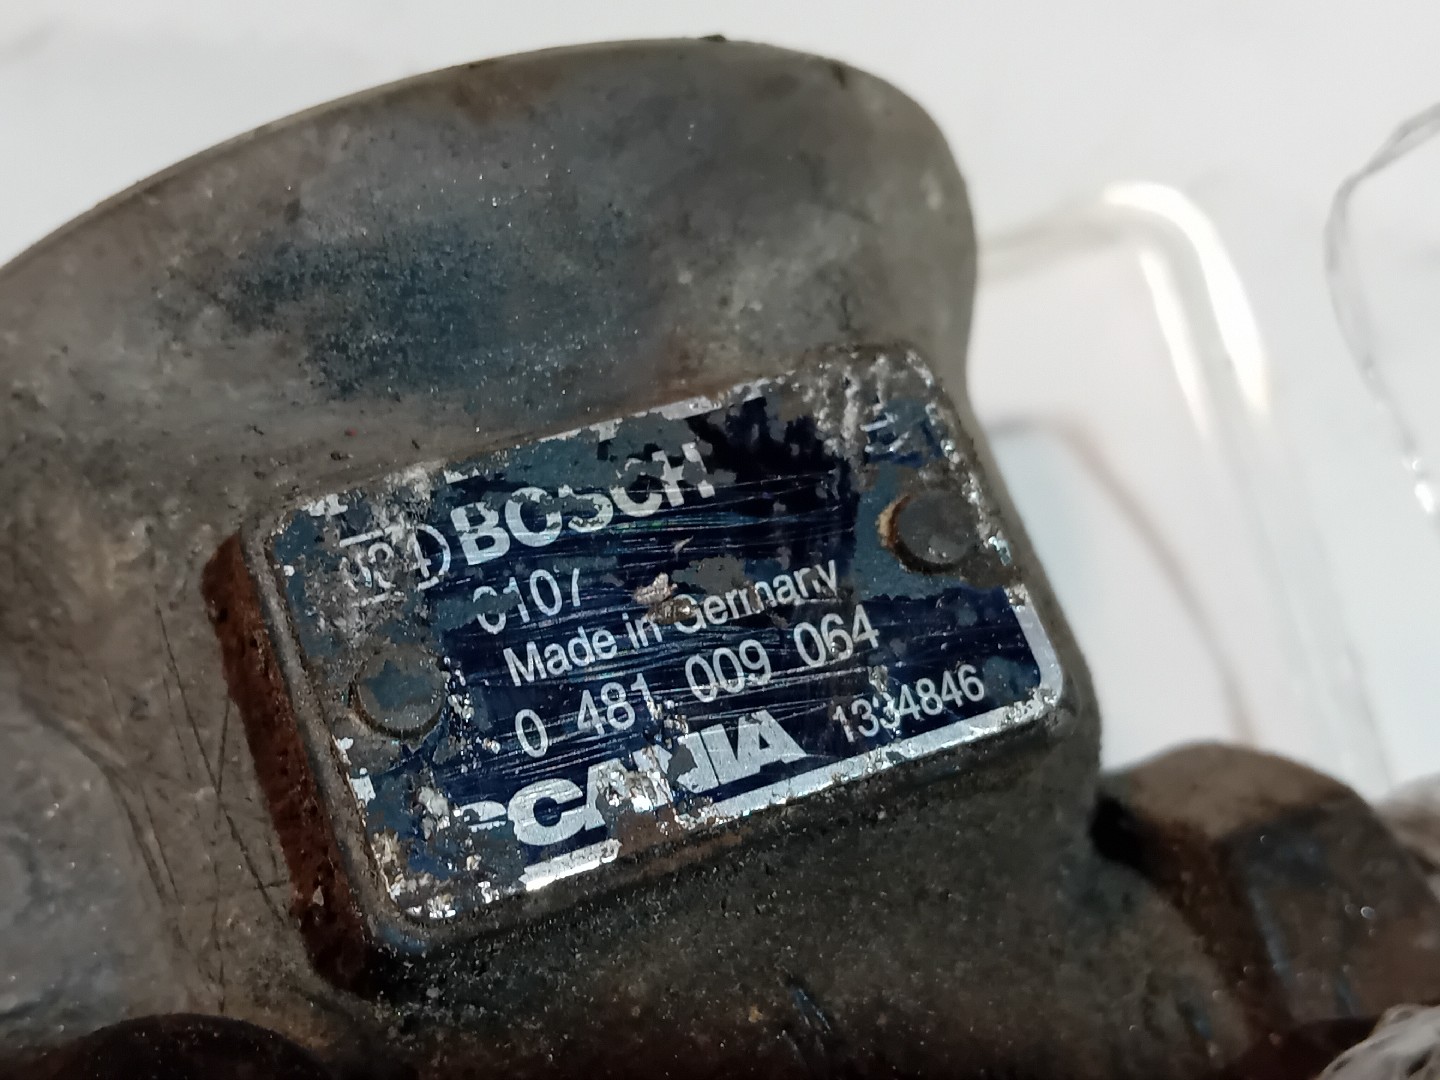 BOSCH
0107
Made in Germany
0 481 009 064
SCANIA 1334846